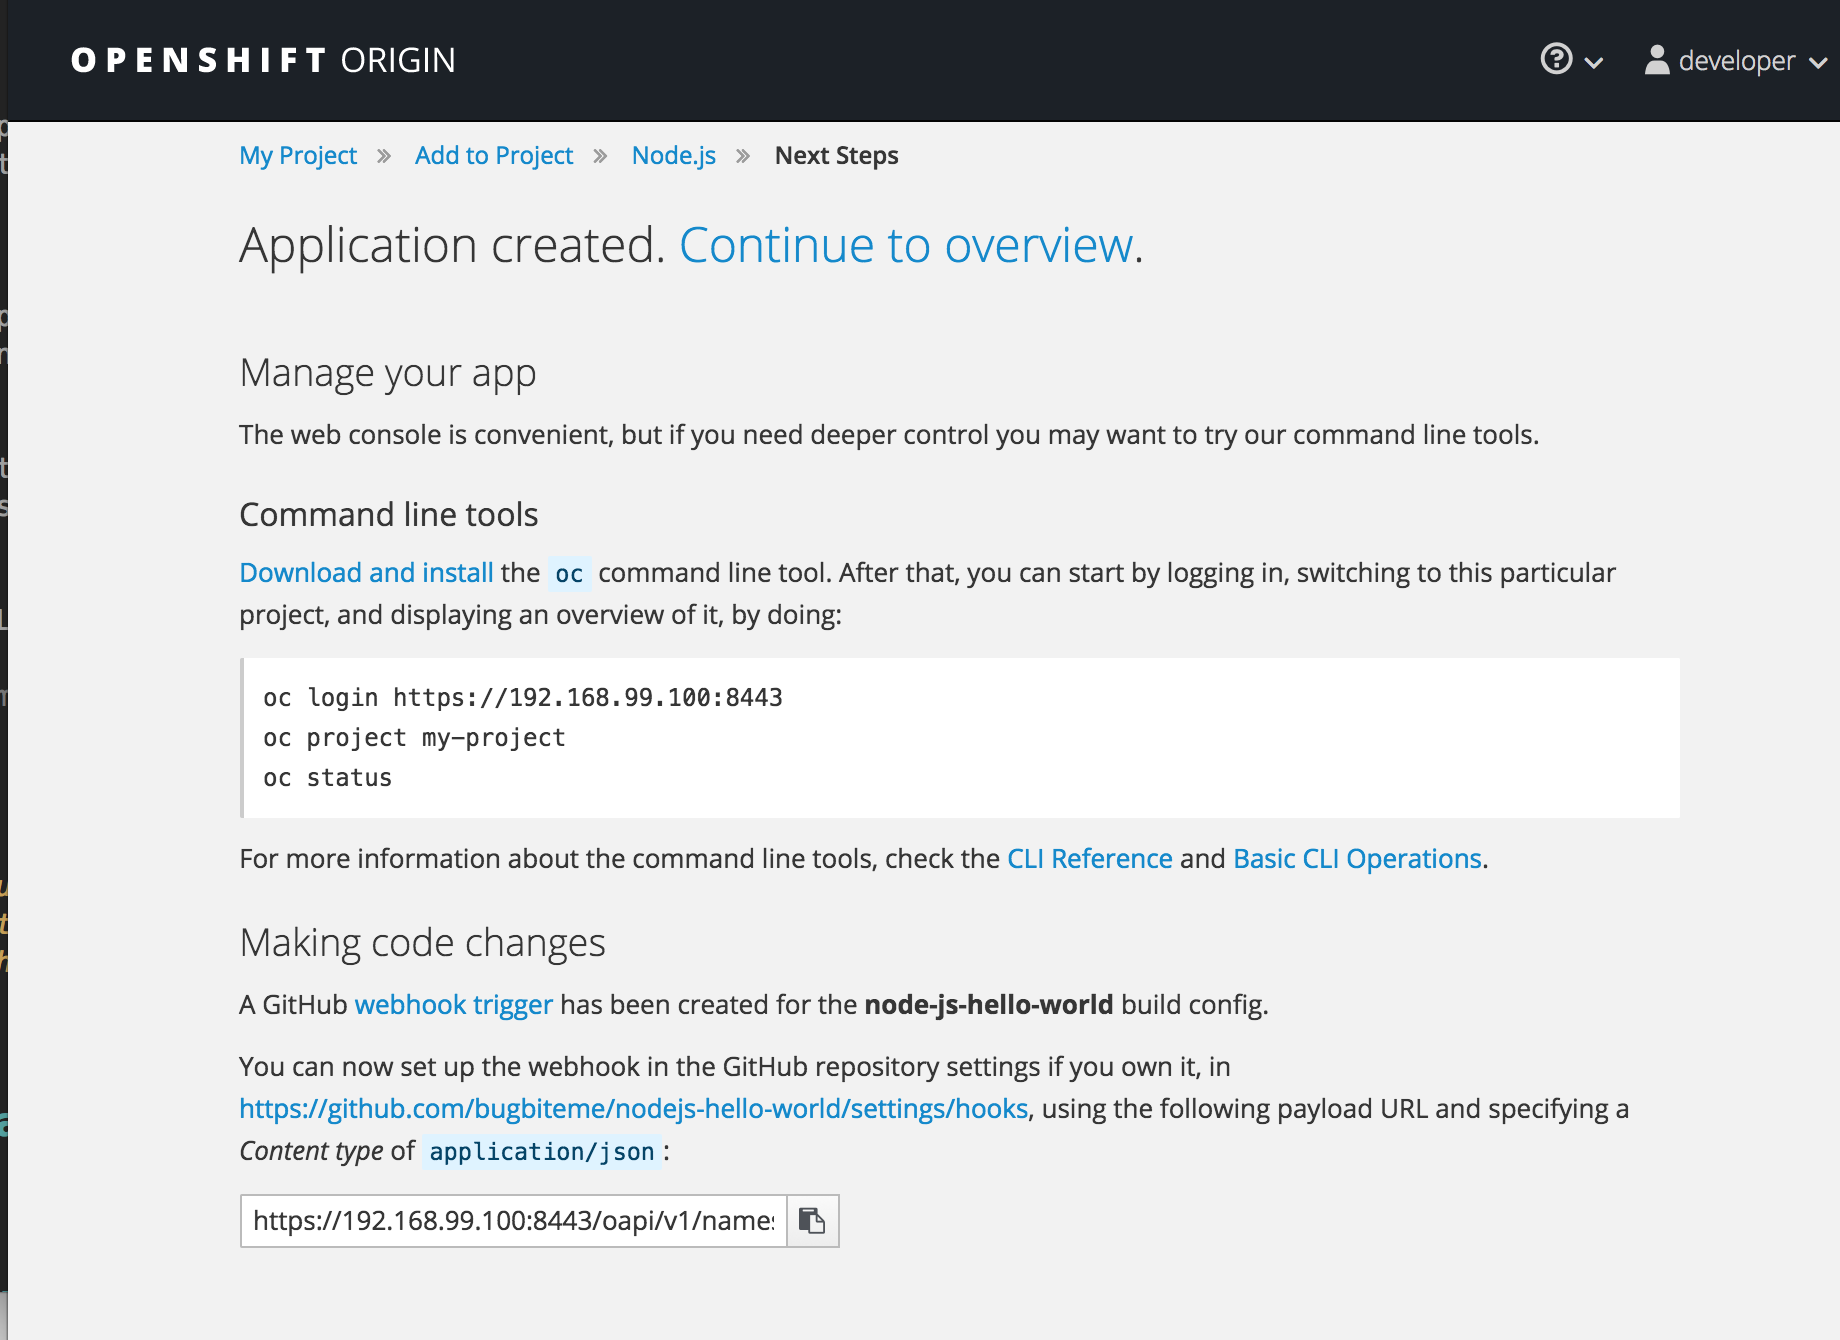 OPENSHIFT ORIGIN
developer
My Project » Add to Project » Node.js » Next Steps
Application created. Continue to overview.
Manage your app
The web console is convenient, but if you need deeper control you may want to try our command line tools.
Command line tools
Download and install the oc command line tool. After that, you can start by logging in, switching to this particular
project, and displaying an overview of it, by doing:
oc login https://192.168.99.100:8443
oc project my-project
oc status
For more information about the command line tools, check the CLI Reference and Basic CLI Operations.
Making code changes
A GitHub webhook trigger has been created for the node-js-hello-world build config.
You can now set up the webhook in the GitHub repository settings if you own it, in
https://github.com/bugbiteme/nodejs-hello-world/settings/hooks, using the following payload URL and specifying a
Content type of application/json :
https://192.168.99.100:8443/oapi/v1/name